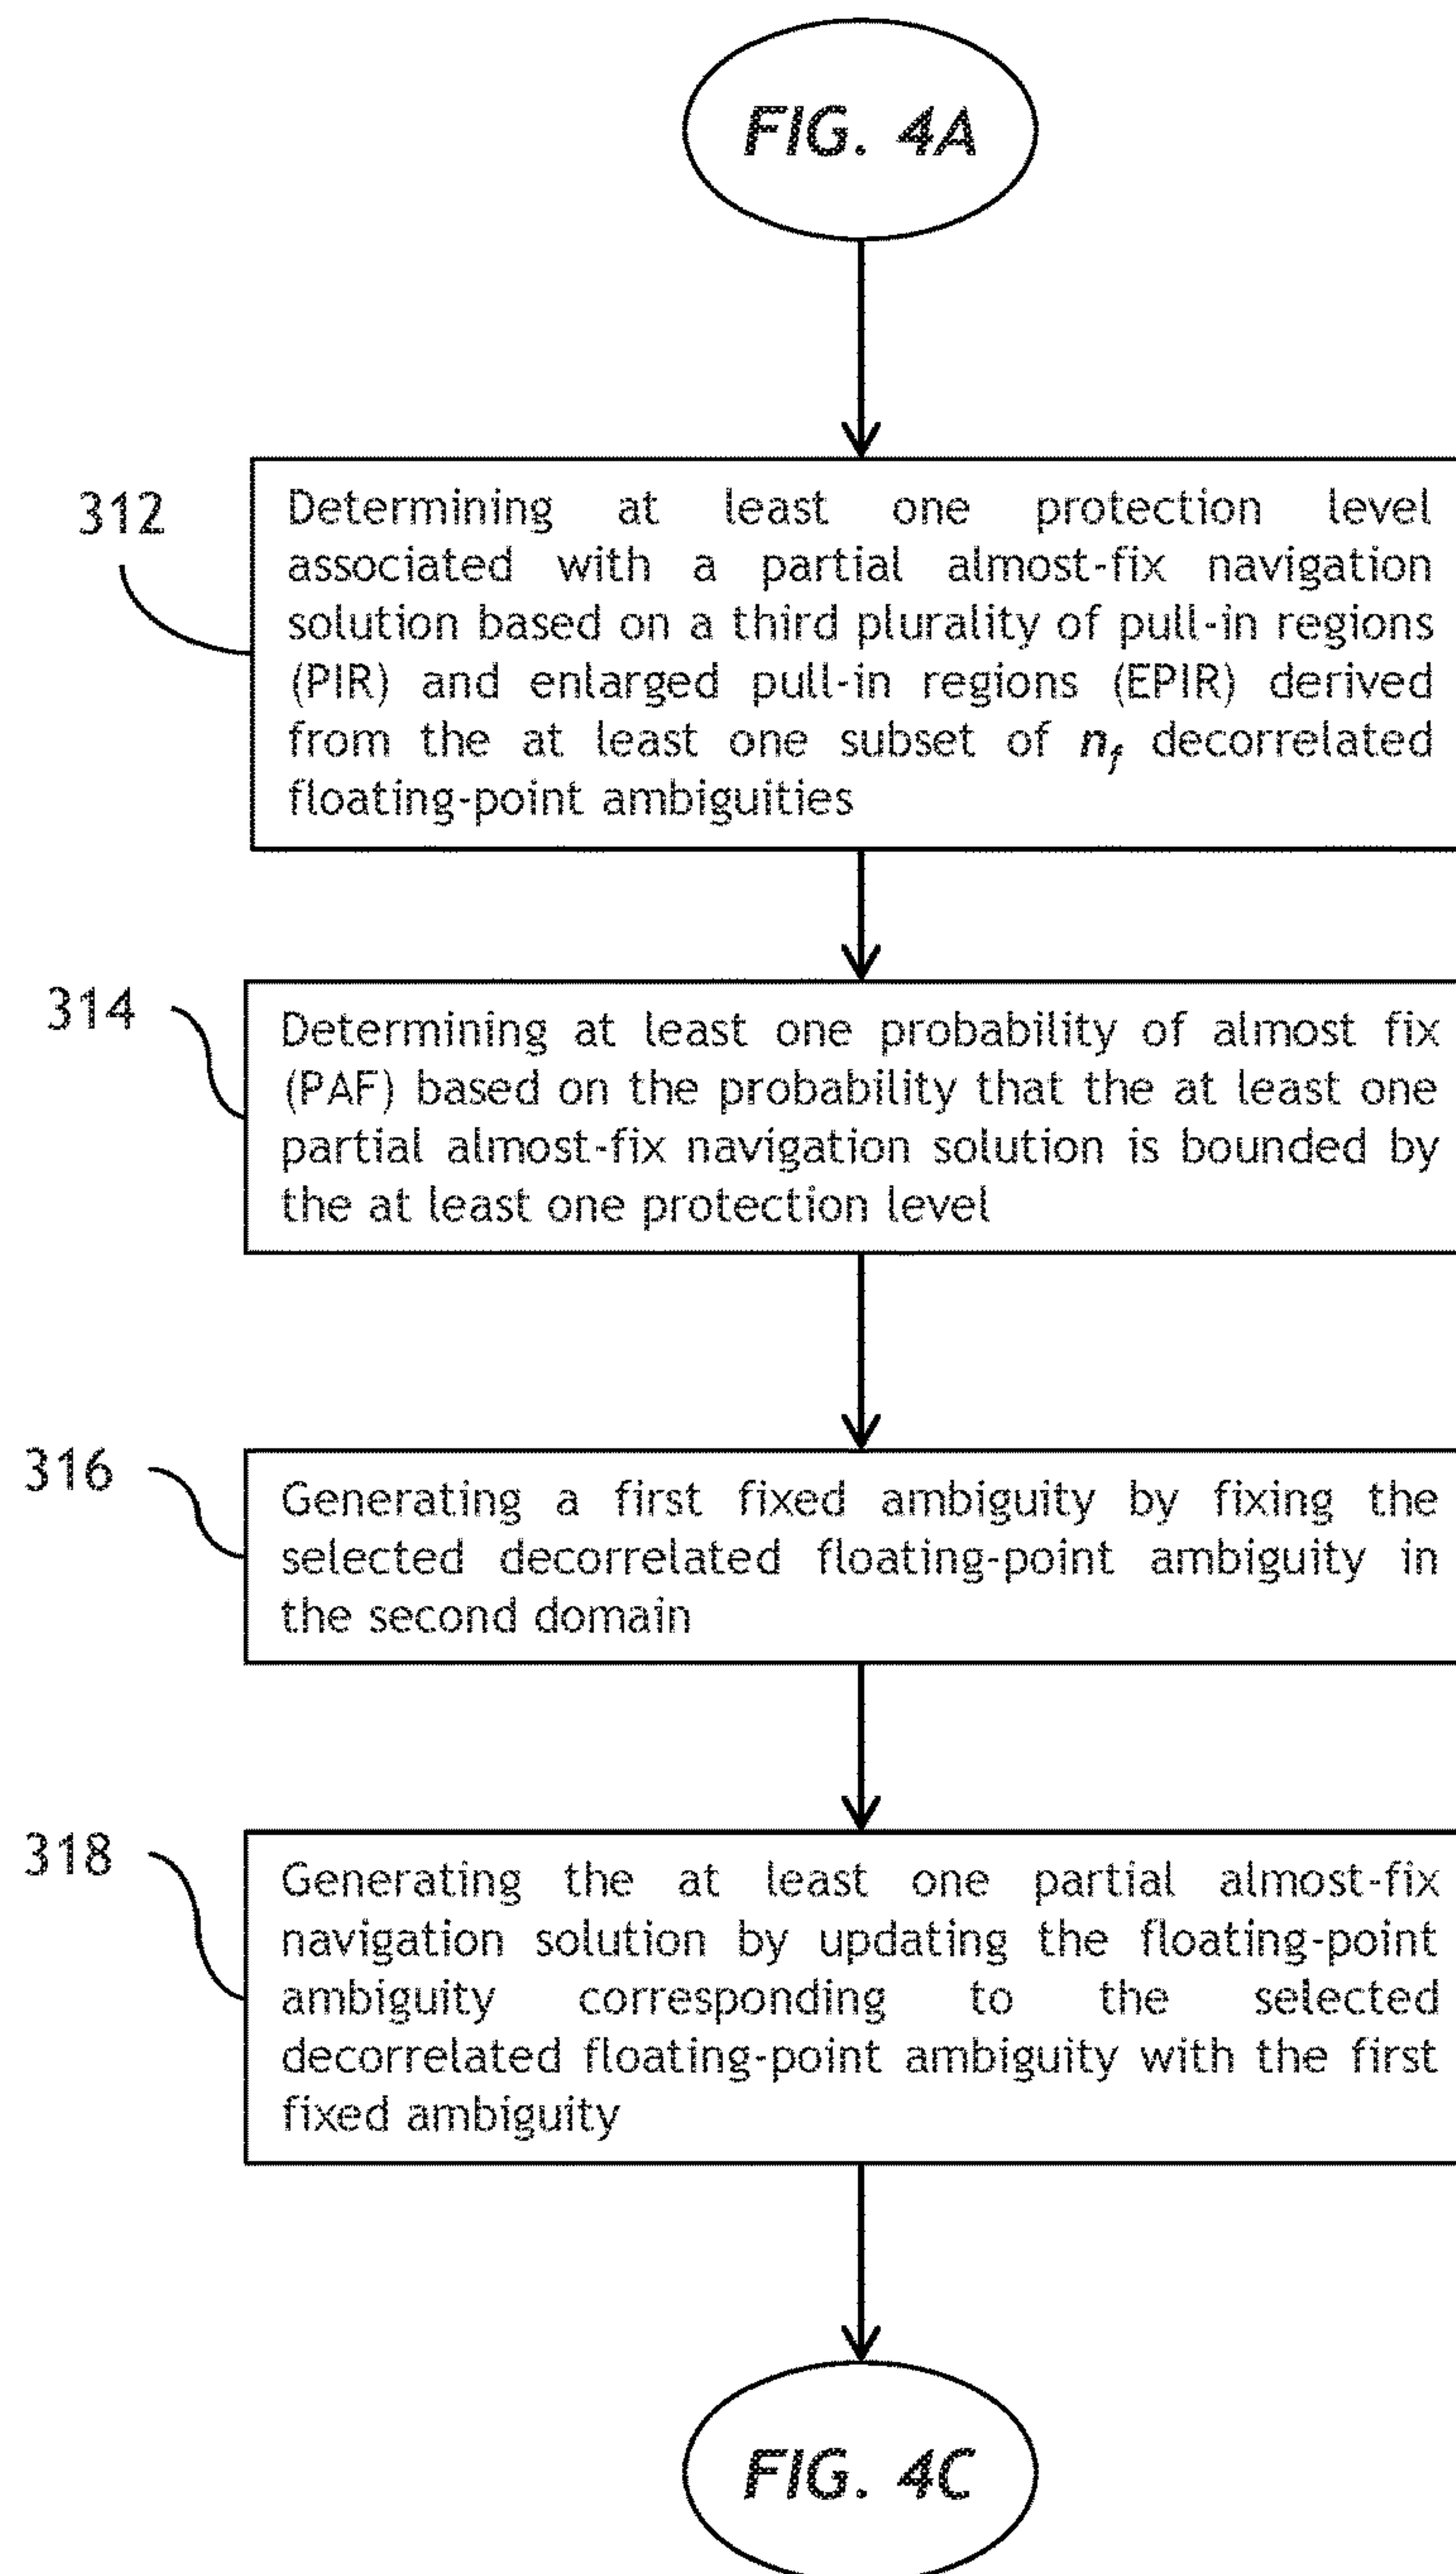 FIG. 4A
312
Determining at least one protection level
associated with a partial almost-fix navigation
solution based on a third plurality of pull-in regions
(PIR) and enlarged pull-in regions (EPIR) derived
from the at least one subset of nf decorrelated
floating-point ambiguities
314
Determining at least one probability of almost fix
(PAF) based on the probability that the at least one
partial almost-fix navigation solution is bounded by
the at least one protection level
316
Generating a first fixed ambiguity by fixing the
selected decorrelated floating-point ambiguity in
the second domain
318
Generating the at least one partial almost-fix
navigation solution by updating the floating-point
ambiguity corresponding to the selected
decorrelated floating-point ambiguity with the first
fixed ambiguity
FIG. 4C